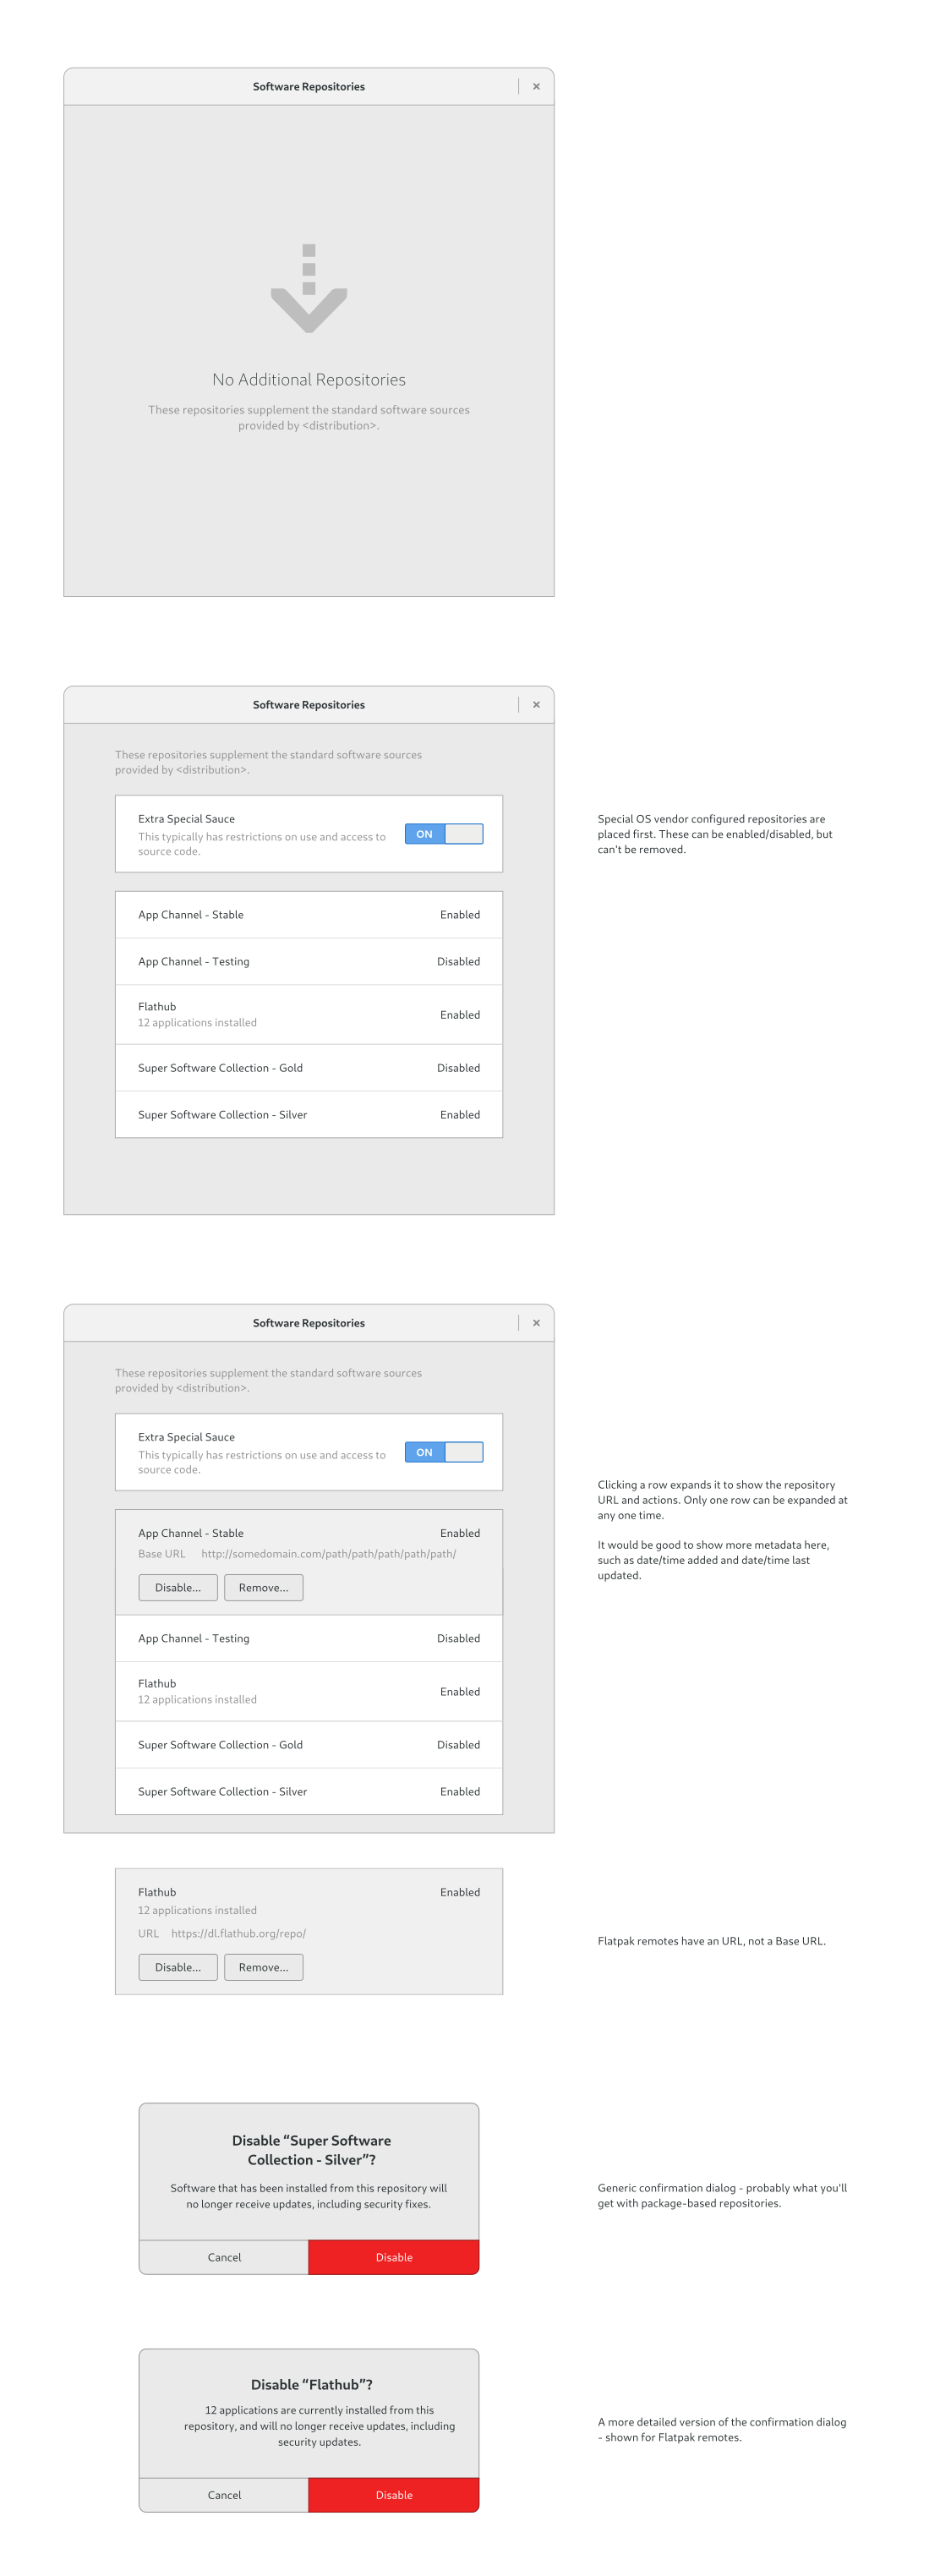 Software Repositories
×
No Additional Repositories
These repositories supplement the standard software sources
provided by <distribution>.
Software Repositories
×
These repositories supplement the standard software sources
provided by <distribution>.
Extra Special Sauce
This typically has restrictions on use and access to
source code.
ON
Special OS vendor configured repositories are
placed first. These can be enabled/disabled, but
can't be removed.
App Channel - Stable
Enabled
App Channel - Testing
Disabled
Flathub
12 applications installed
Enabled
Super Software Collection - Gold
Disabled
Super Software Collection - Silver
Enabled
Software Repositories
×
These repositories supplement the standard software sources
provided by <distribution>.
Extra Special Sauce
This typically has restrictions on use and access to
source code.
ON
Clicking a row expands it to show the repository
URL and actions. Only one row can be expanded at
any one time.
It would be good to show more metadata here,
such as date/time added and date/time last
updated.
App Channel - Stable
Enabled
Base URL http://somedomain.com/path/path/path/path/path/
Disable...
Remove...
App Channel - Testing
Disabled
Flathub
12 applications installed
Enabled
Super Software Collection - Gold
Disabled
Super Software Collection - Silver
Enabled
Flathub
Enabled
12 applications installed
URL https://dl.flathub.org/repo/
Disable...
Remove...
Flatpak remotes have an URL, not a Base URL.
Disable “Super Software
Collection - Silver”?
Software that has been installed from this repository will
no longer receive updates, including security fixes.
Cancel
Disable
Generic confirmation dialog - probably what you'll
get with package-based repositories.
Disable “Flathub”?
12 applications are currently installed from this
repository, and will no longer receive updates, including
security updates.
Cancel
Disable
A more detailed version of the confirmation dialog
- shown for Flatpak remotes.